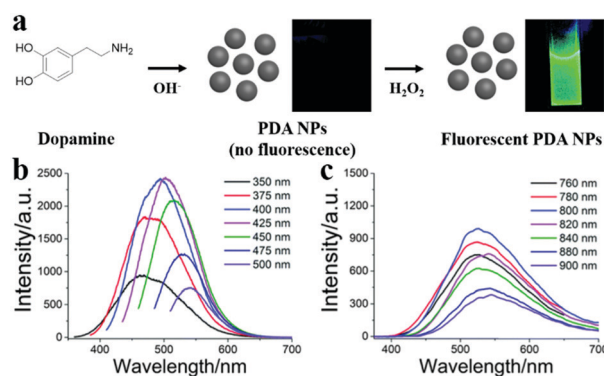 a
HO
HO
NH₂
OH⁻
H₂O₂
Dopamine
PDA NPs
(no fluorescence)
Fluorescent PDA NPs
b
Intensity/a.u.
2500
2000
1500
1000
500
0
400
500
600
700
Wavelength/nm
350 nm
375 nm
400 nm
425 nm
450 nm
475 nm
500 nm
c
Intensity/a.u.
1500
1200
900
600
300
0
400
500
600
700
Wavelength/nm
760 nm
780 nm
800 nm
820 nm
840 nm
880 nm
900 nm